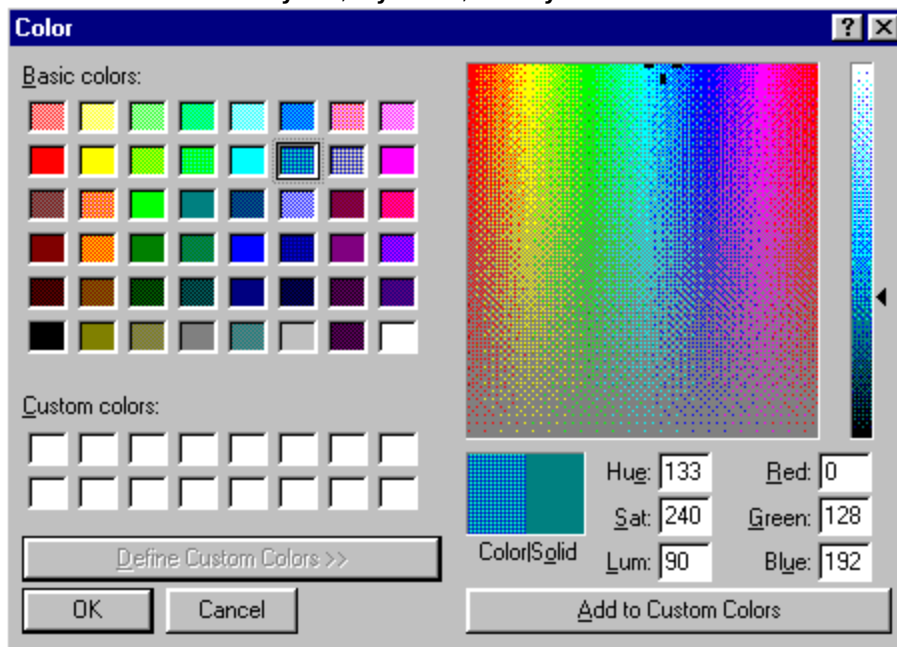 Color
Basic colors:
Custom colors:
Define Custom Colors >>
OK Cancel
Color|Solid
Hue: 133 Red: 0
Sat: 240 Green: 128
Lum: 90 Blue: 192
Add to Custom Colors